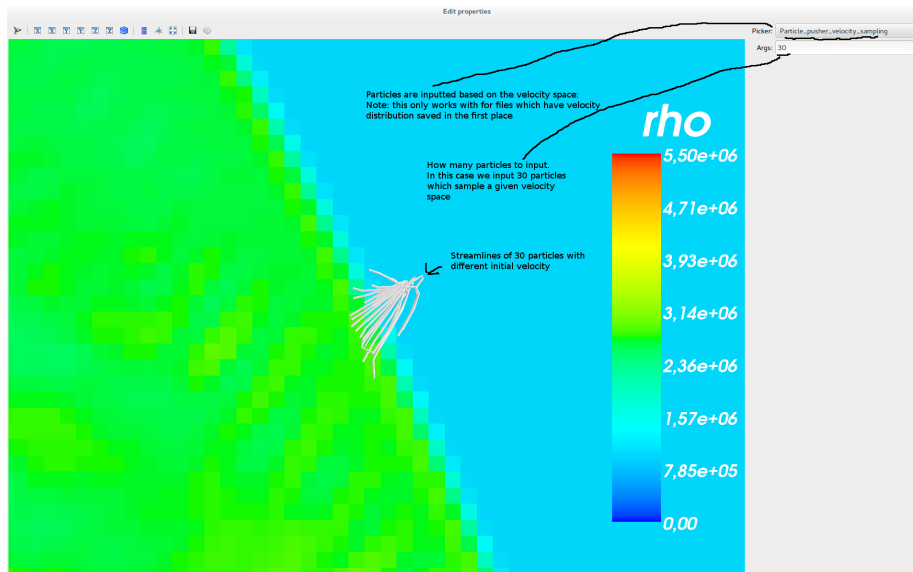 Edit properties
Picker: Particle_pusher_velocity_sampling
Args: 30
Particles are inputted based on the velocity space:
Note: this only works with for files which have velocity
distribution saved in the first place
How many particles to input.
In this case we input 30 particles
which sample a given velocity
space
Streamlines of 30 particles with
different initial velocity
rho
5,50e+06
4,71e+06
3,93e+06
3,14e+06
2,36e+06
1,57e+06
7,85e+05
0,00